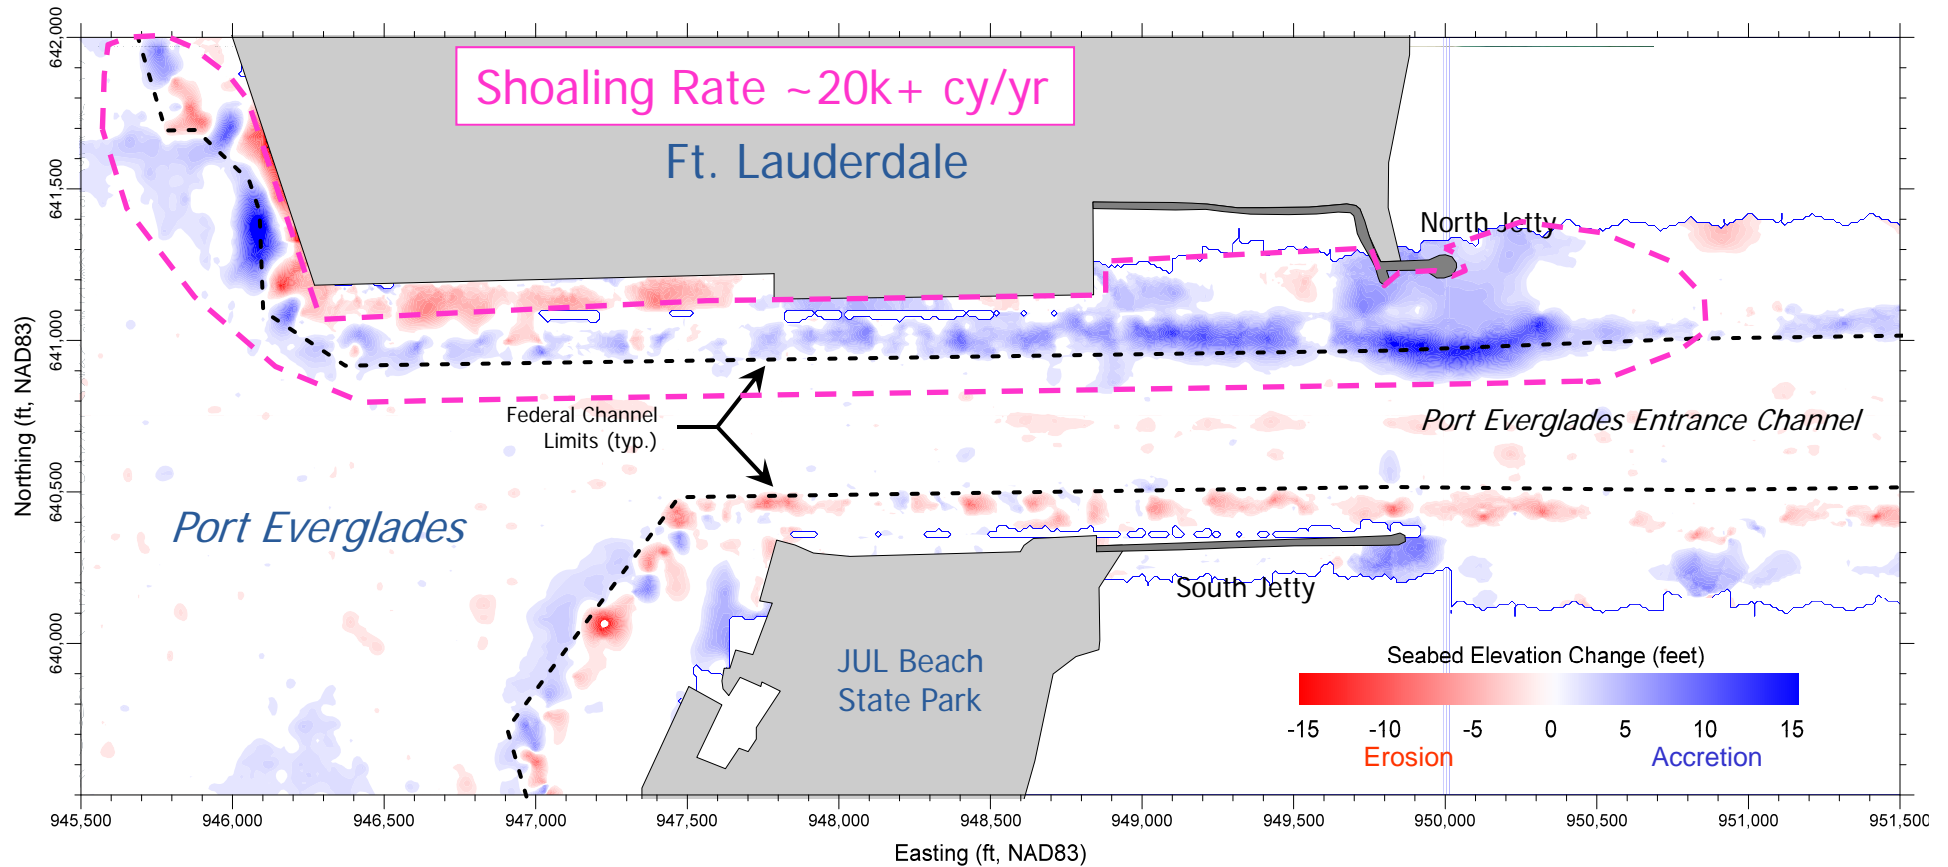 Shoaling Rate ~20k+ cy/yr
Ft. Lauderdale
North Jetty
Federal Channel
Limits (typ.)
Port Everglades Entrance Channel
Port Everglades
South Jetty
JUL Beach
State Park
Seabed Elevation Change (feet)
-15 -10 -5 0 5 10 15
Erosion Accretion
642,000
641,500
641,000
640,500
640,000
Northing (ft, NAD83)
945,500 946,000 946,500 947,000 947,500 948,000 948,500 949,000 949,500 950,000 950,500 951,000 951,500
Easting (ft, NAD83)